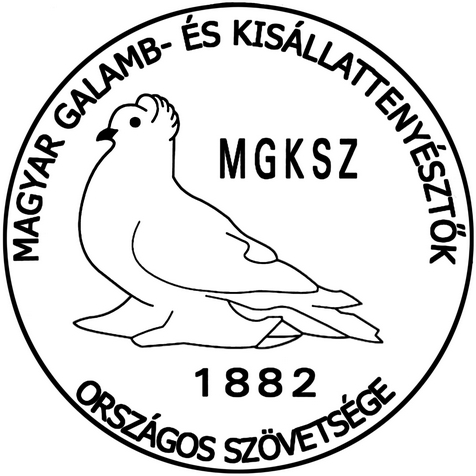 MAGYAR GALAMB- ÉS KISÁLLATTENYÉSZTŐK
MGKSZ
1882
ORSZÁGOS SZÖVETSÉGE